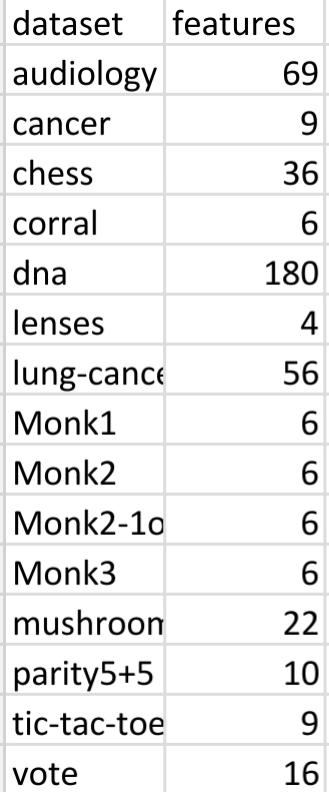 dataset features
audiology 69
cancer 9
chess 36
corral 6
dna 180
lenses 4
lung-cance 56
Monk1 6
Monk2 6
Monk2-1o 6
Monk3 6
mushroom 22
parity5+5 10
tic-tac-toe 9
vote 16